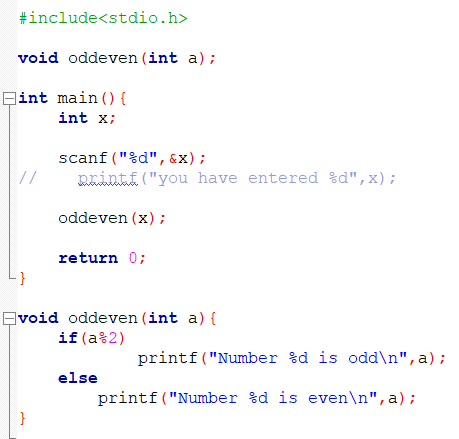 #include<stdio.h>
void oddeven(int a);
int main(){
int x;
scanf("%d",&x);
// printf("you have entered %d",x);
oddeven(x);
return 0;
}
void oddeven(int a){
if(a%2)
printf("Number %d is odd\n",a);
else
printf("Number %d is even\n",a);
}